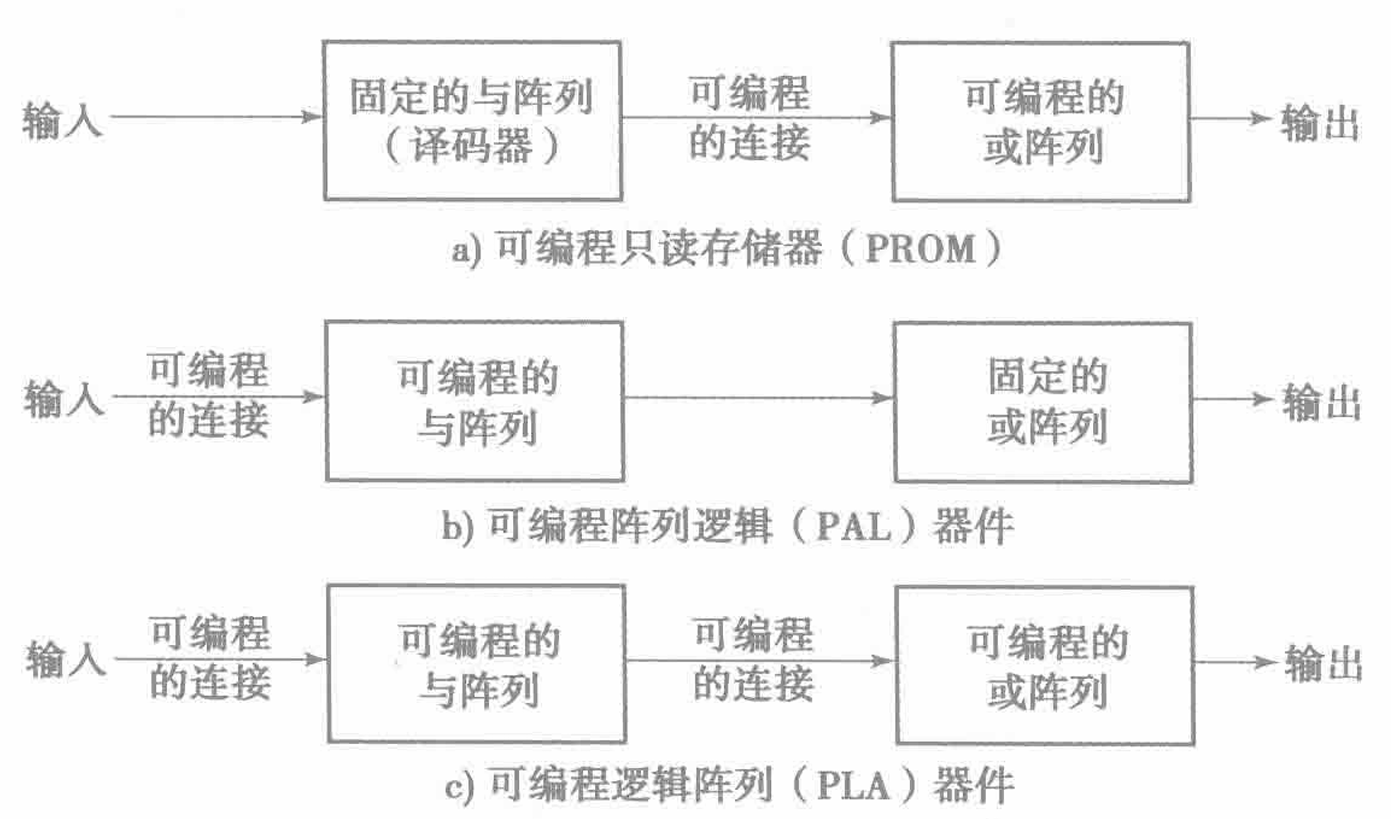 输入
固定的与阵列
（译码器）
可编程
的连接
可编程的
或阵列
输出
a) 可编程只读存储器（PROM）
输入
可编程
的连接
可编程的
与阵列
固定的
或阵列
输出
b) 可编程阵列逻辑（PAL）器件
输入
可编程
的连接
可编程的
与阵列
可编程
的连接
可编程的
或阵列
输出
c) 可编程逻辑阵列（PLA）器件